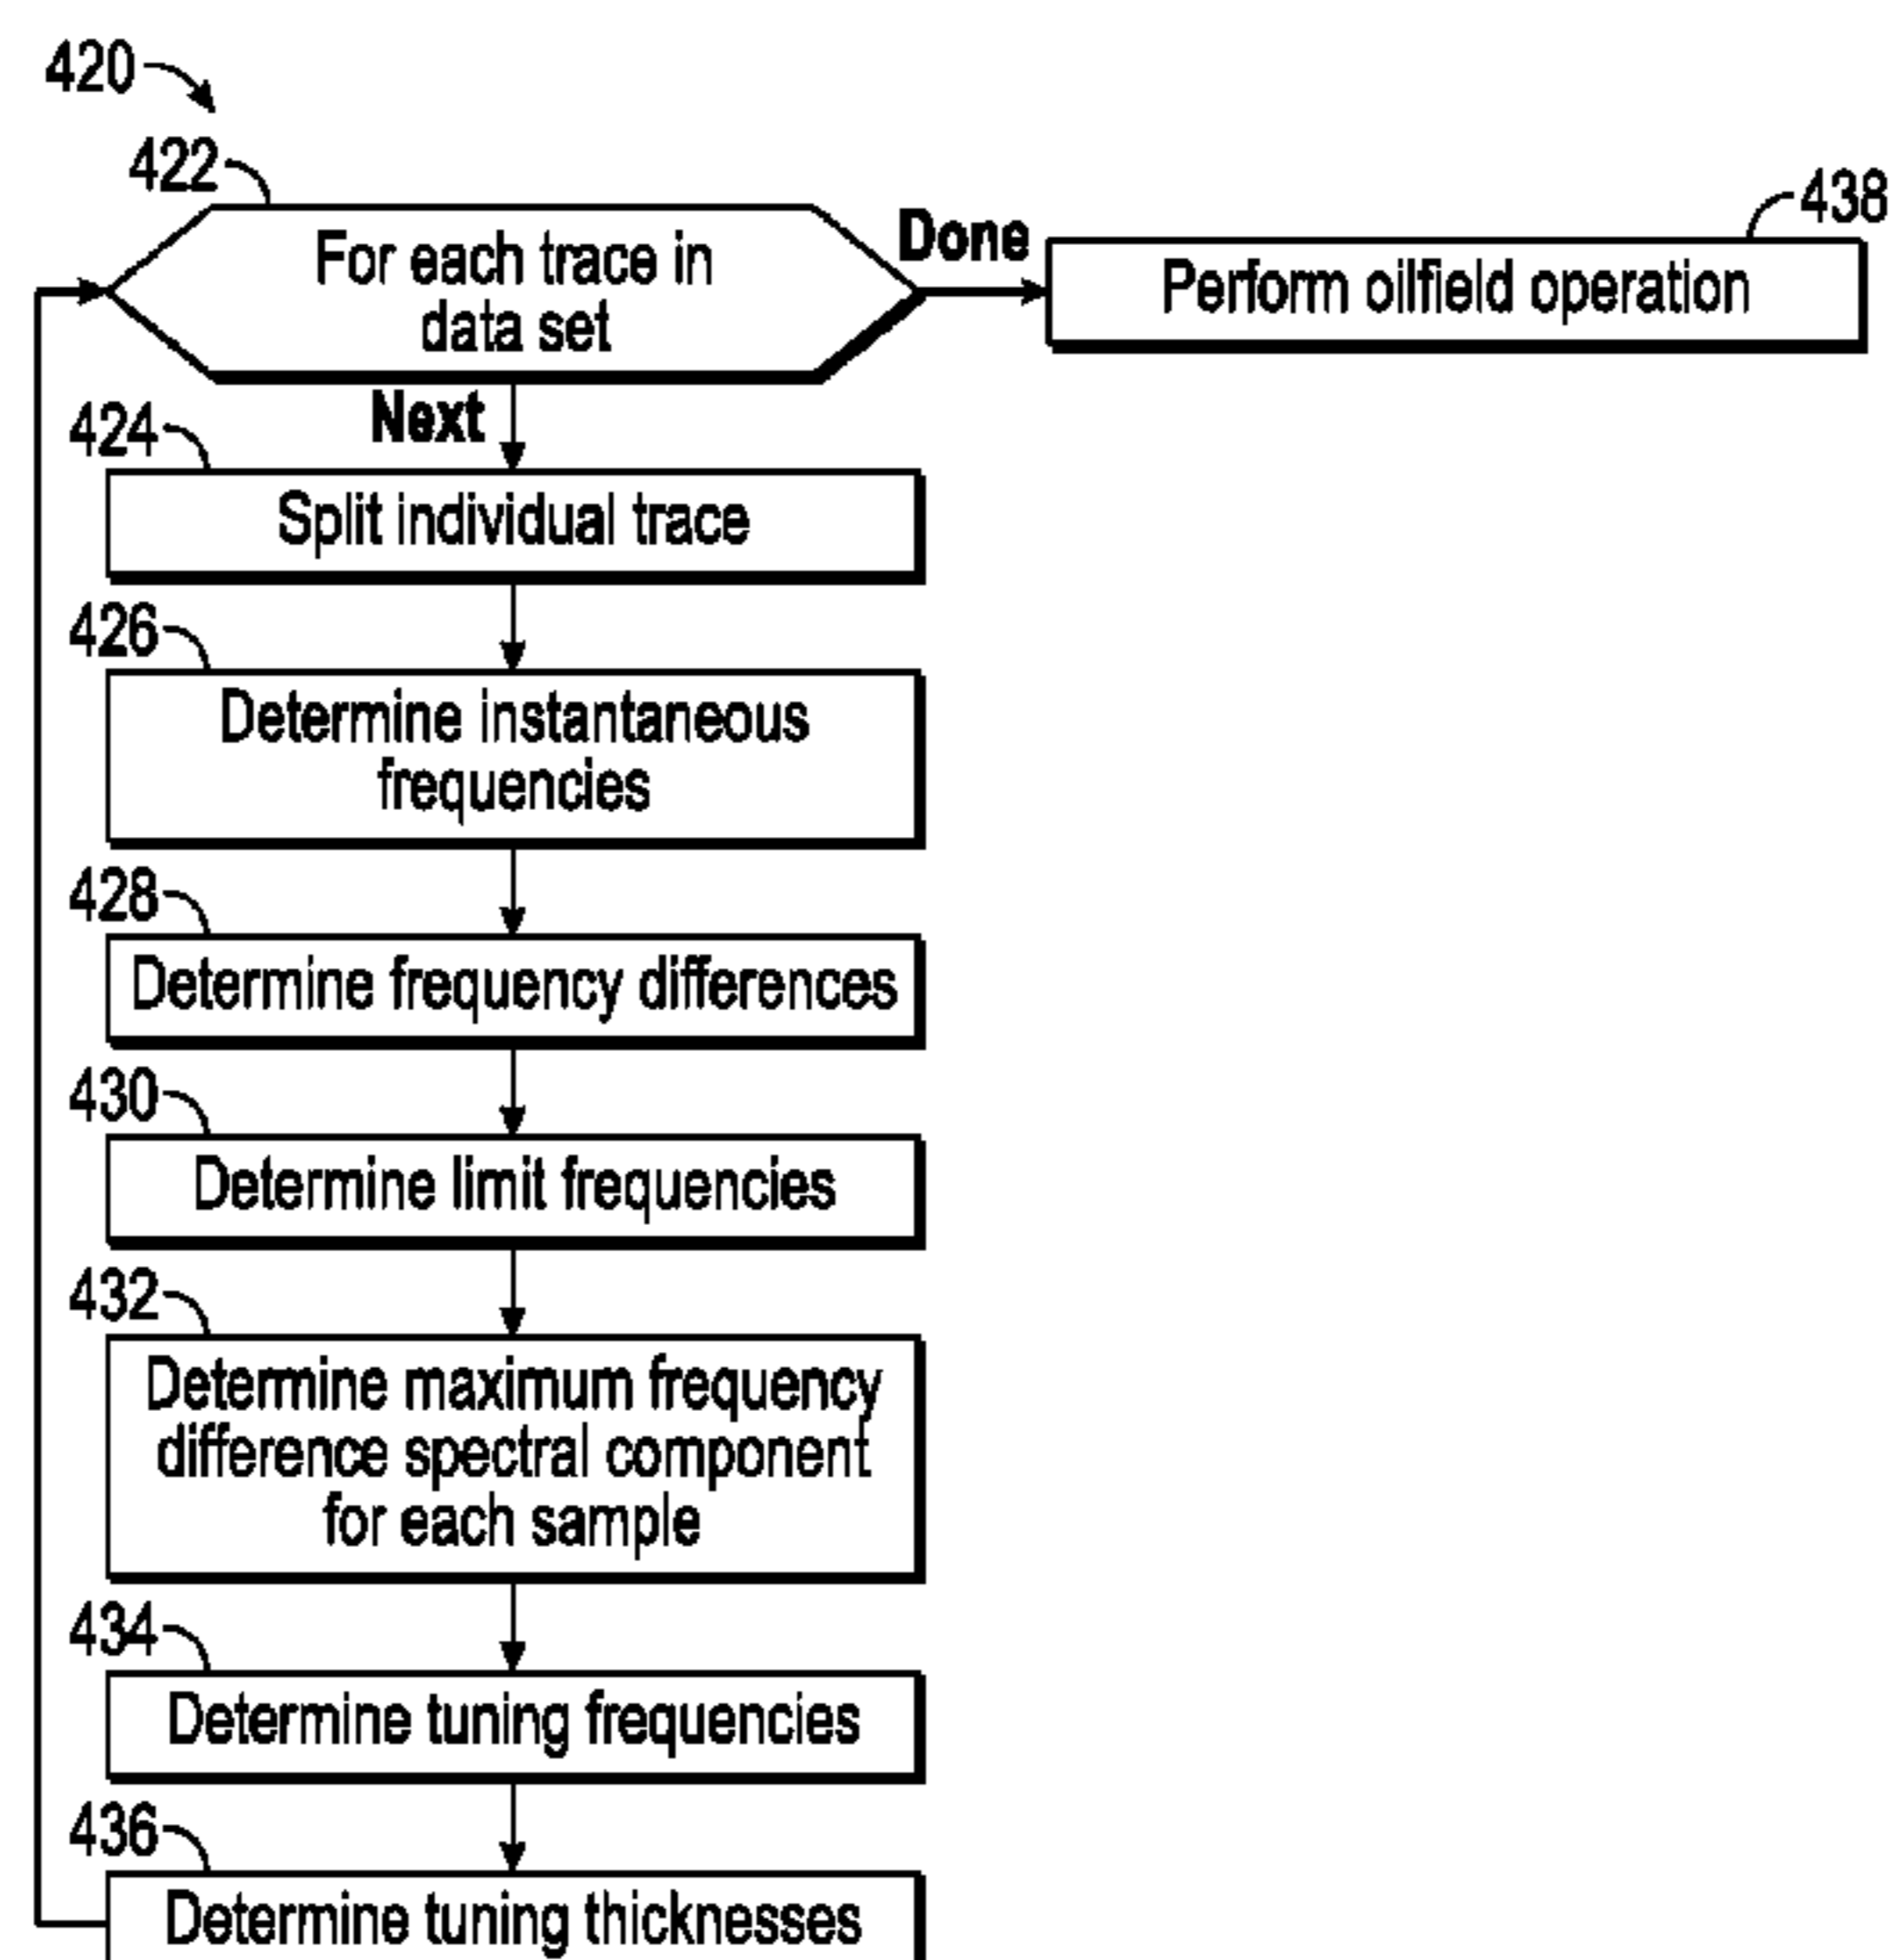 420
422
For each trace in
data set
Done
438
Perform oilfield operation
Next
424
Split individual trace
426
Determine instantaneous
frequencies
428
Determine frequency differences
430
Determine limit frequencies
432
Determine maximum frequency
difference spectral component
for each sample
434
Determine tuning frequencies
436
Determine tuning thicknesses